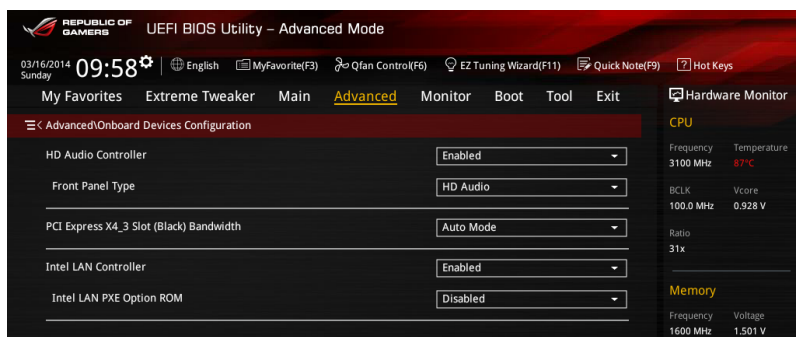 REPUBLIC OF
GAMERS
UEFI BIOS Utility – Advanced Mode
03/16/2014
Sunday
09:58
English
MyFavorite(F3)
Qfan Control(F6)
EZ Tuning Wizard(F11)
Quick Note(F9)
? Hot Keys
My Favorites
Extreme Tweaker
Main
Advanced
Monitor
Boot
Tool
Exit
Advanced\Onboard Devices Configuration
HD Audio Controller
Enabled
Front Panel Type
HD Audio
PCI Express X4_3 Slot (Black) Bandwidth
Auto Mode
Intel LAN Controller
Enabled
Intel LAN PXE Option ROM
Disabled
Hardware Monitor
CPU
Frequency Temperature
3100 MHz 87°C
BCLK Vcore
100.0 MHz 0.928 V
Ratio
31x
Memory
Frequency Voltage
1600 MHz 1.501 V